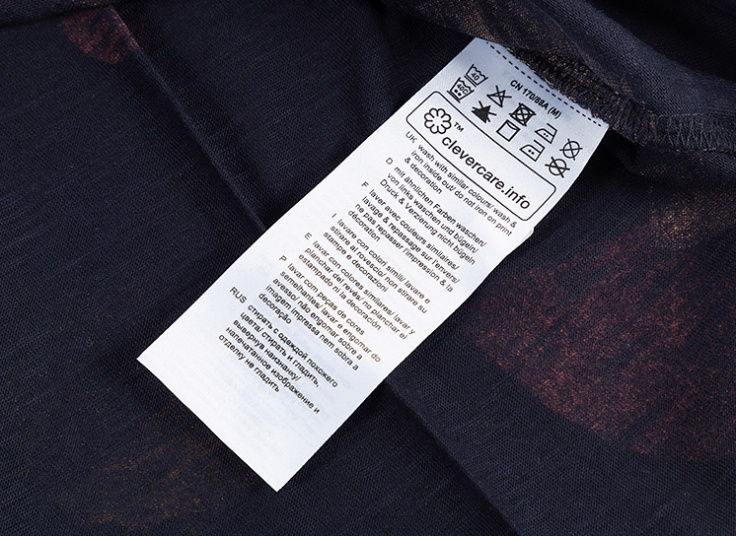 CN 170/88A (M)
40
40C
™
clevercare.info
UK wash with similar colours/ wash &
iron inside out/ do not iron on print
& decoration
D mit ähnlichen Farben waschen/
von links waschen und bügeln/
Druck & Verzierung nicht bügeln
F laver avec couleurs similaires/
lavage & repassage sur l'envers/
ne pas repasser l'impression & la
décoration
I lavare con colori simili/ lavare e
stirare al rovescio/ non stirare su
stampe e decorazioni
E lavar con colores similares/ lavar y
planchar del revés/ no planchar el
estampado ni la decoración
P lavar com peças de cores
semelhantes/ lavar e engomar do
avesso/ não engomar sobre a
imagem impressa nem sobre a
decoração
RUS стирать с одеждой похожего
цвета/ стирать и гладить,
вывернув наизнанку/
напечатанное изображение и
отделку не гладить